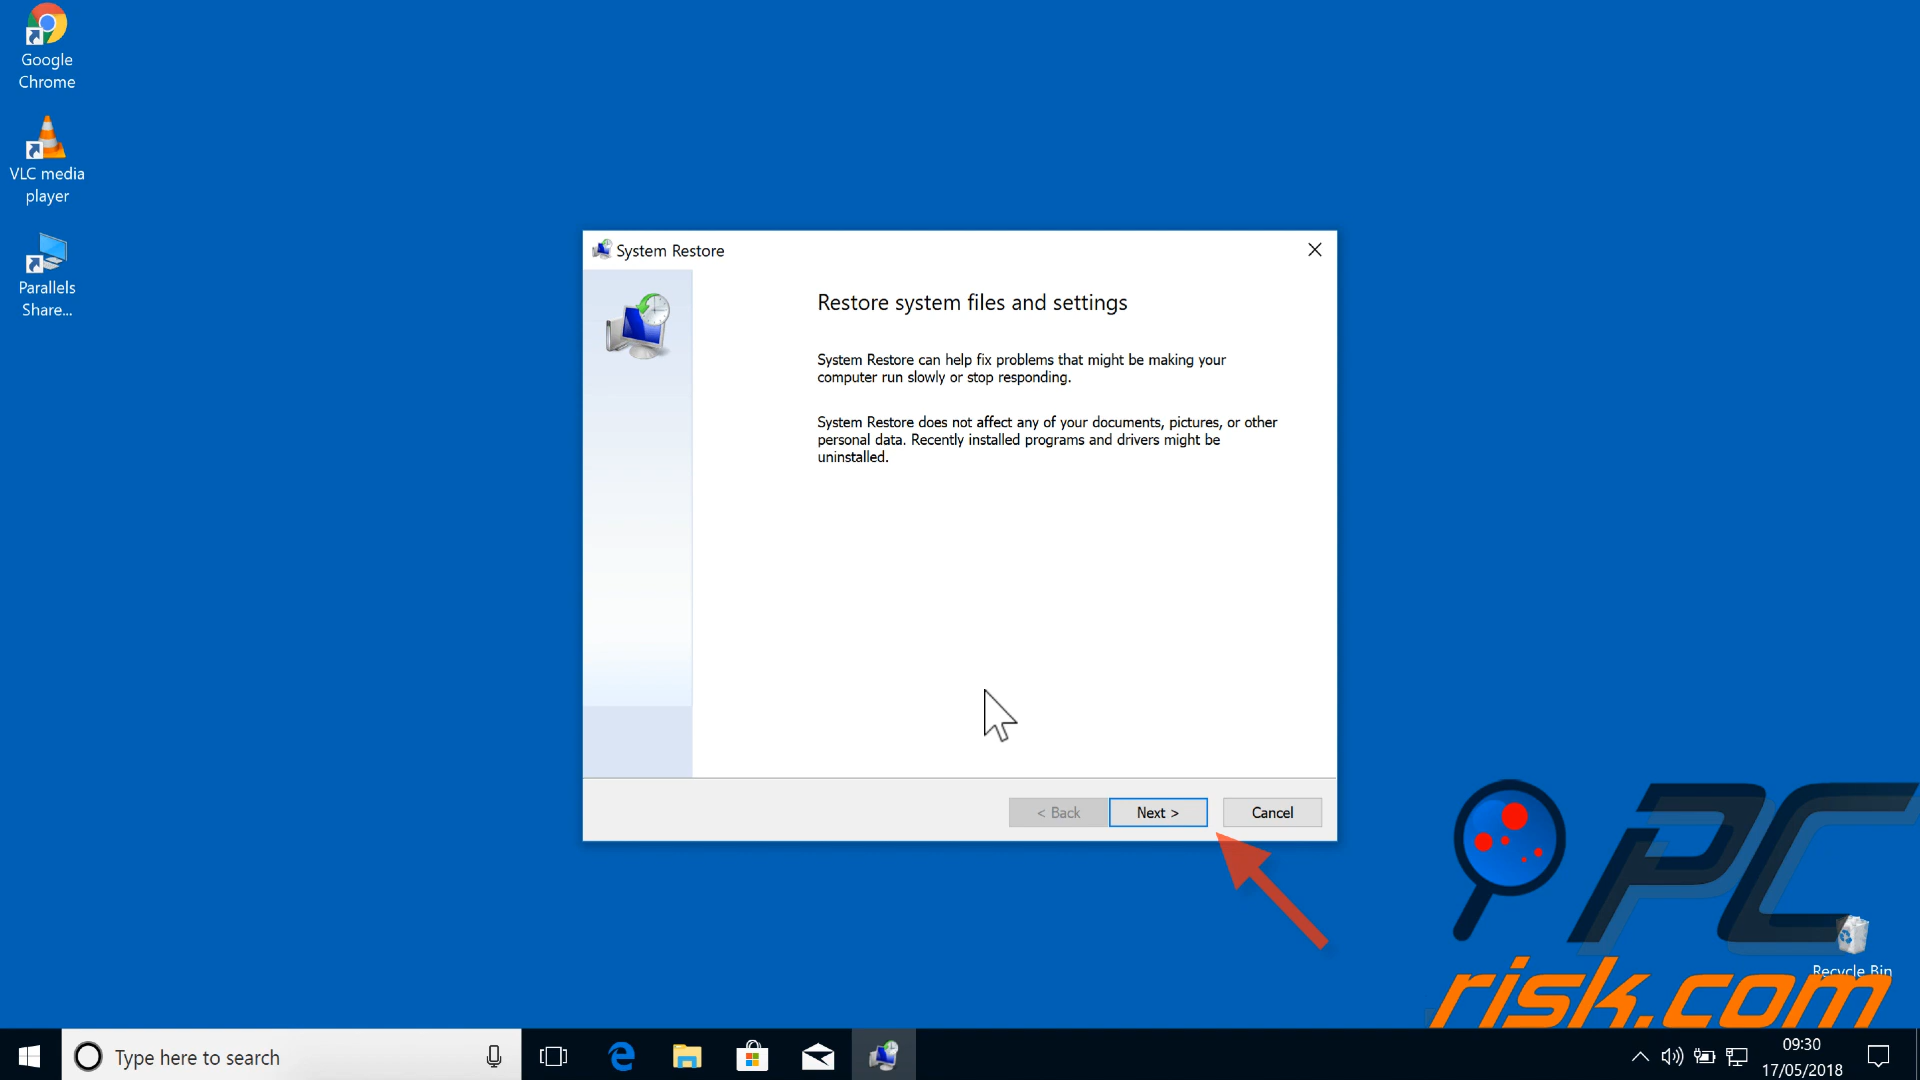 Google
Chrome
VLC media
player
Parallels
Share...
System Restore
Restore system files and settings
System Restore can help fix problems that might be making your
computer run slowly or stop responding.
System Restore does not affect any of your documents, pictures, or other
personal data. Recently installed programs and drivers might be
uninstalled.
< Back
Next >
Cancel
PC
risk.com
Recycle Bin
Type here to search
09:30
17/05/2018